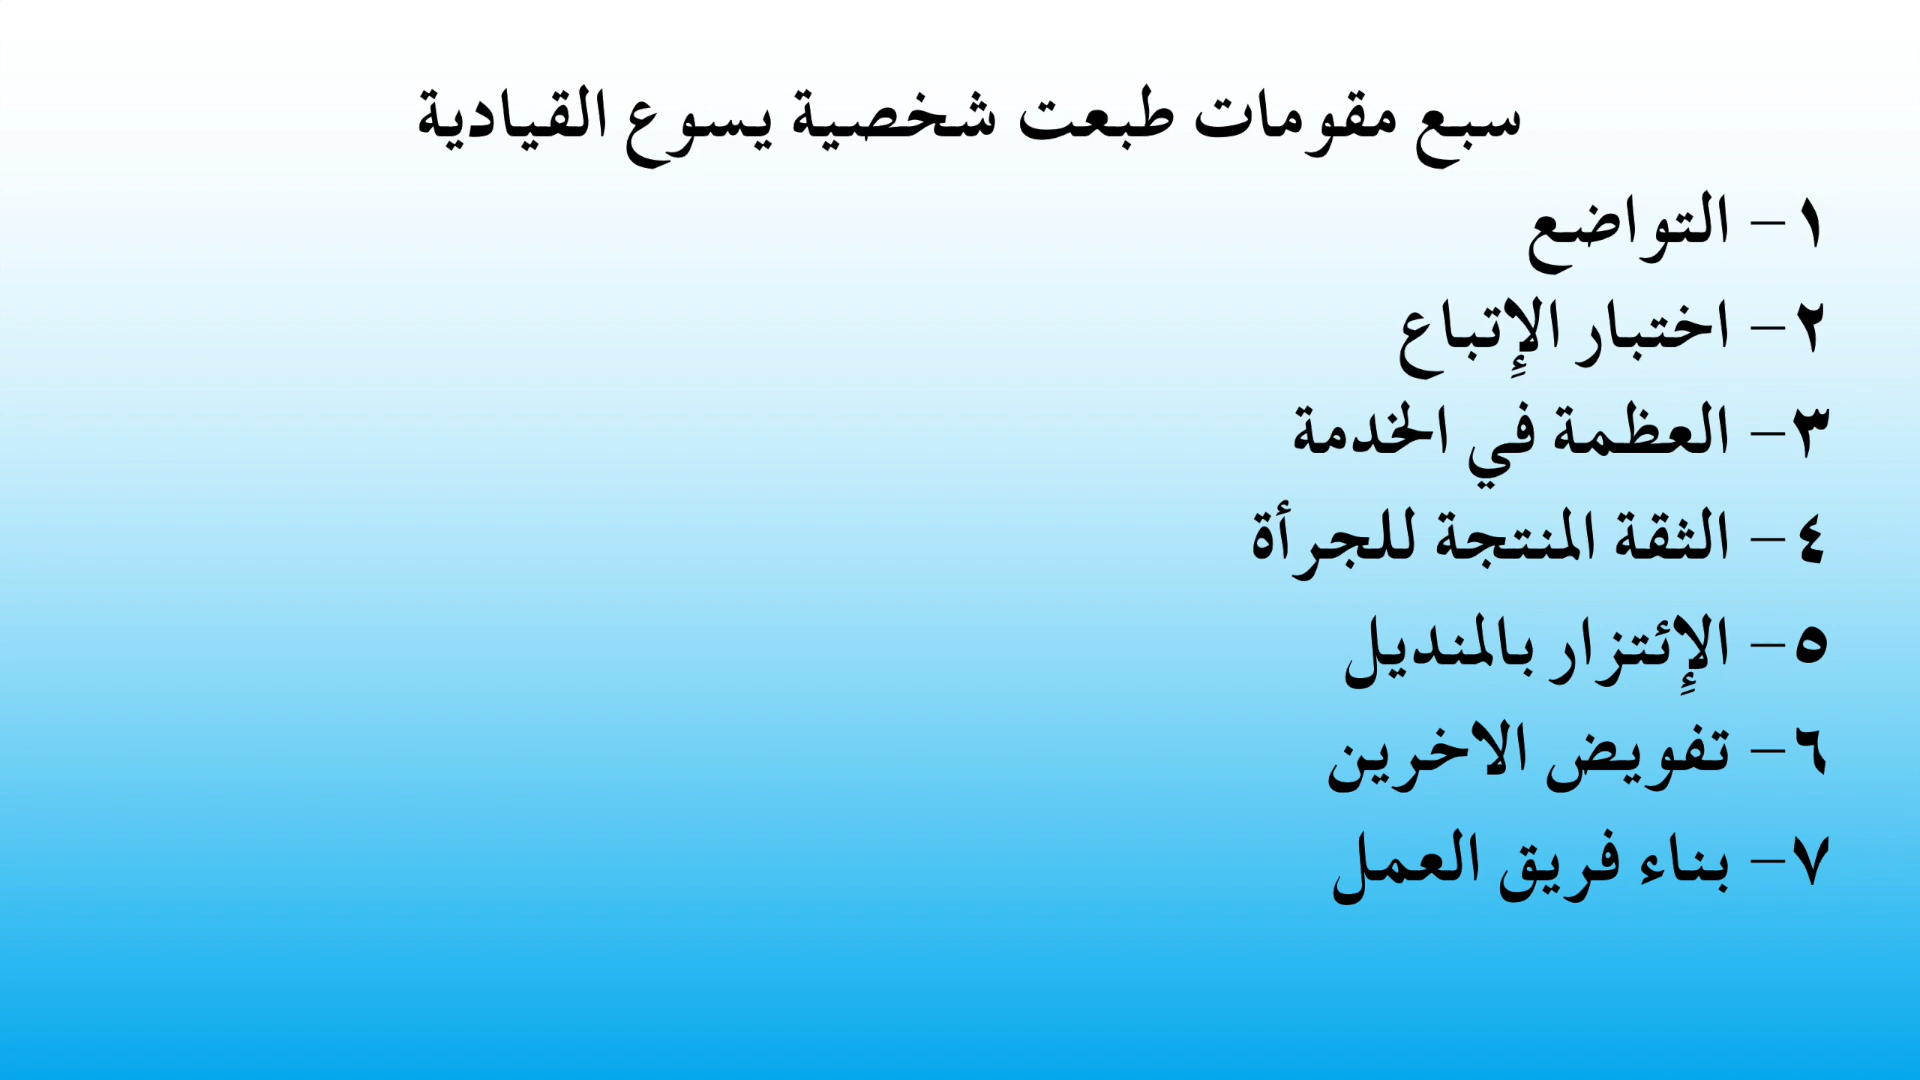 سبع مقومات طبعت شخصية يسوع القيادية
١- التواضع
٢- اختبار الإِتباع
٣- العظمة في الخدمة
٤- الثقة المنتجة للجرأة
٥- الإِئتزار بالمنديل
٦- تفويض الاخرين
٧- بناء فريق العمل